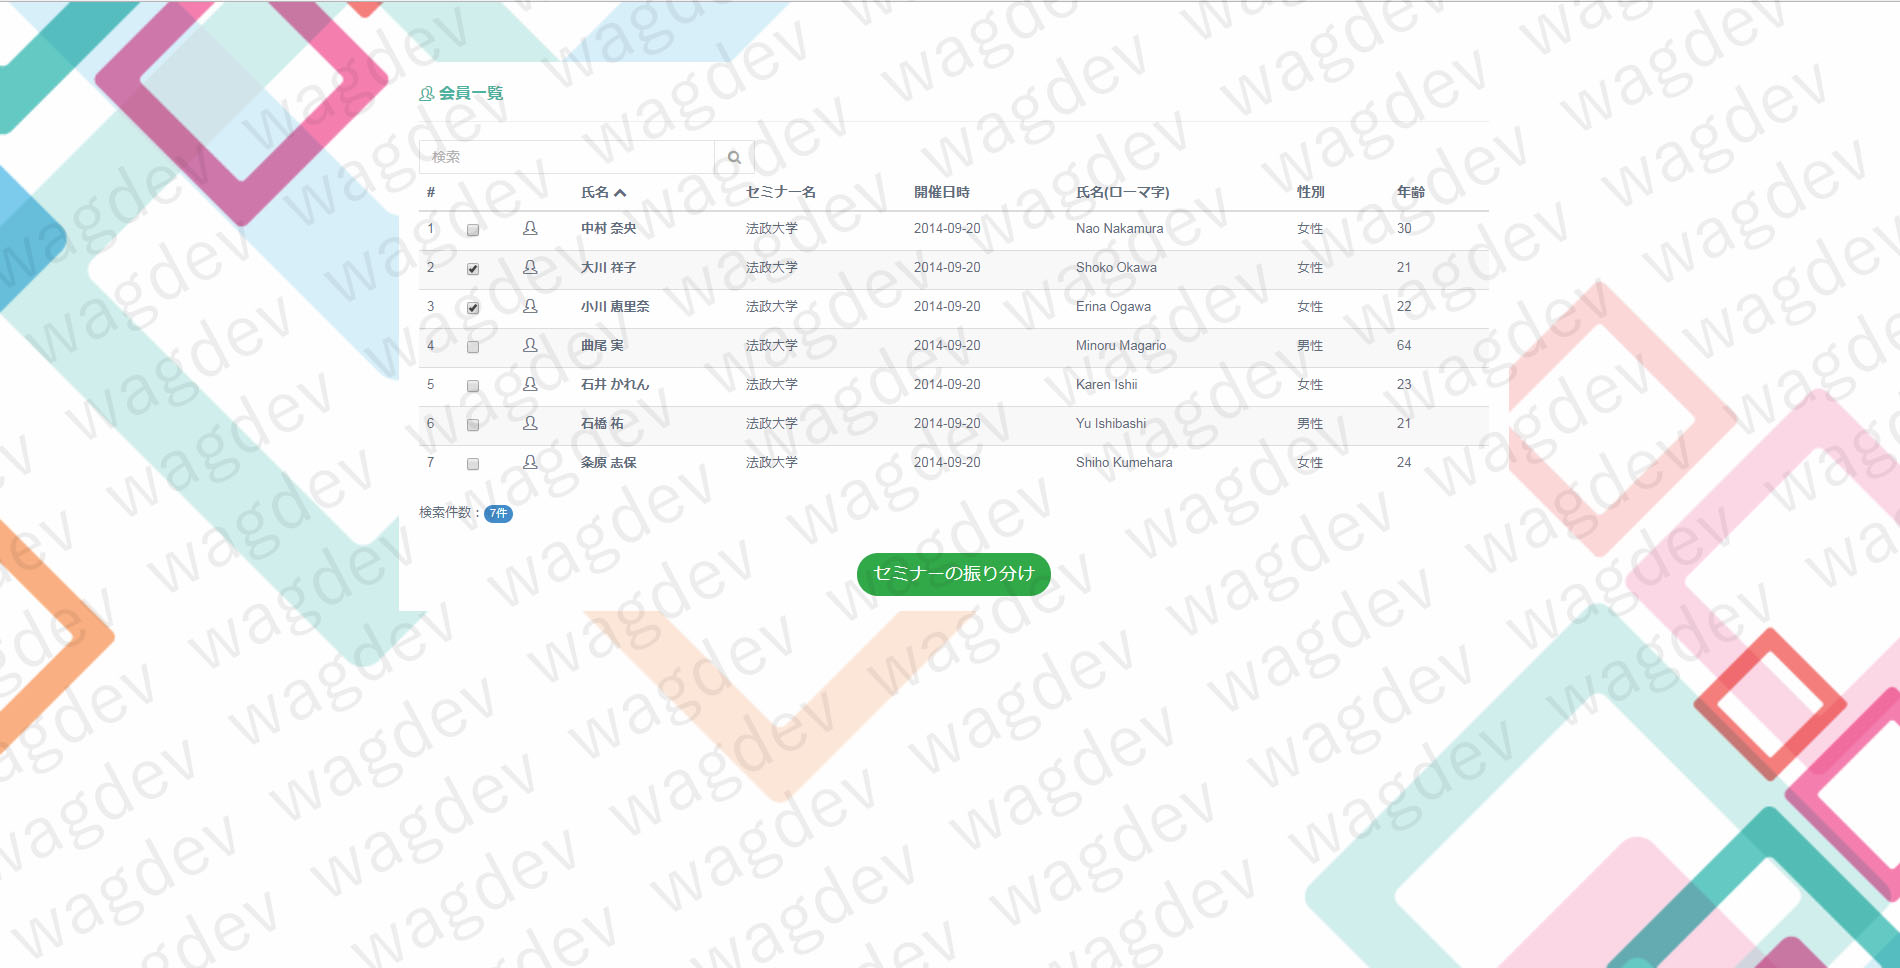 会員一覧
検索
# 氏名 セミナー名 開催日時 氏名(ローマ字) 性別 年齢
1 中村 奈央 法政大学 2014-09-20 Nao Nakamura 女性 30
2 大川 祥子 法政大学 2014-09-20 Shoko Okawa 女性 21
3 小川 恵里奈 法政大学 2014-09-20 Erina Ogawa 女性 22
4 曲尾 実 法政大学 2014-09-20 Minoru Magario 男性 64
5 石井 かれん 法政大学 2014-09-20 Karen Ishii 女性 23
6 石橋 祐 法政大学 2014-09-20 Yu Ishibashi 男性 21
7 粂原 志保 法政大学 2014-09-20 Shiho Kumehara 女性 24
検索件数：7件
セミナーの振り分け
wagdev